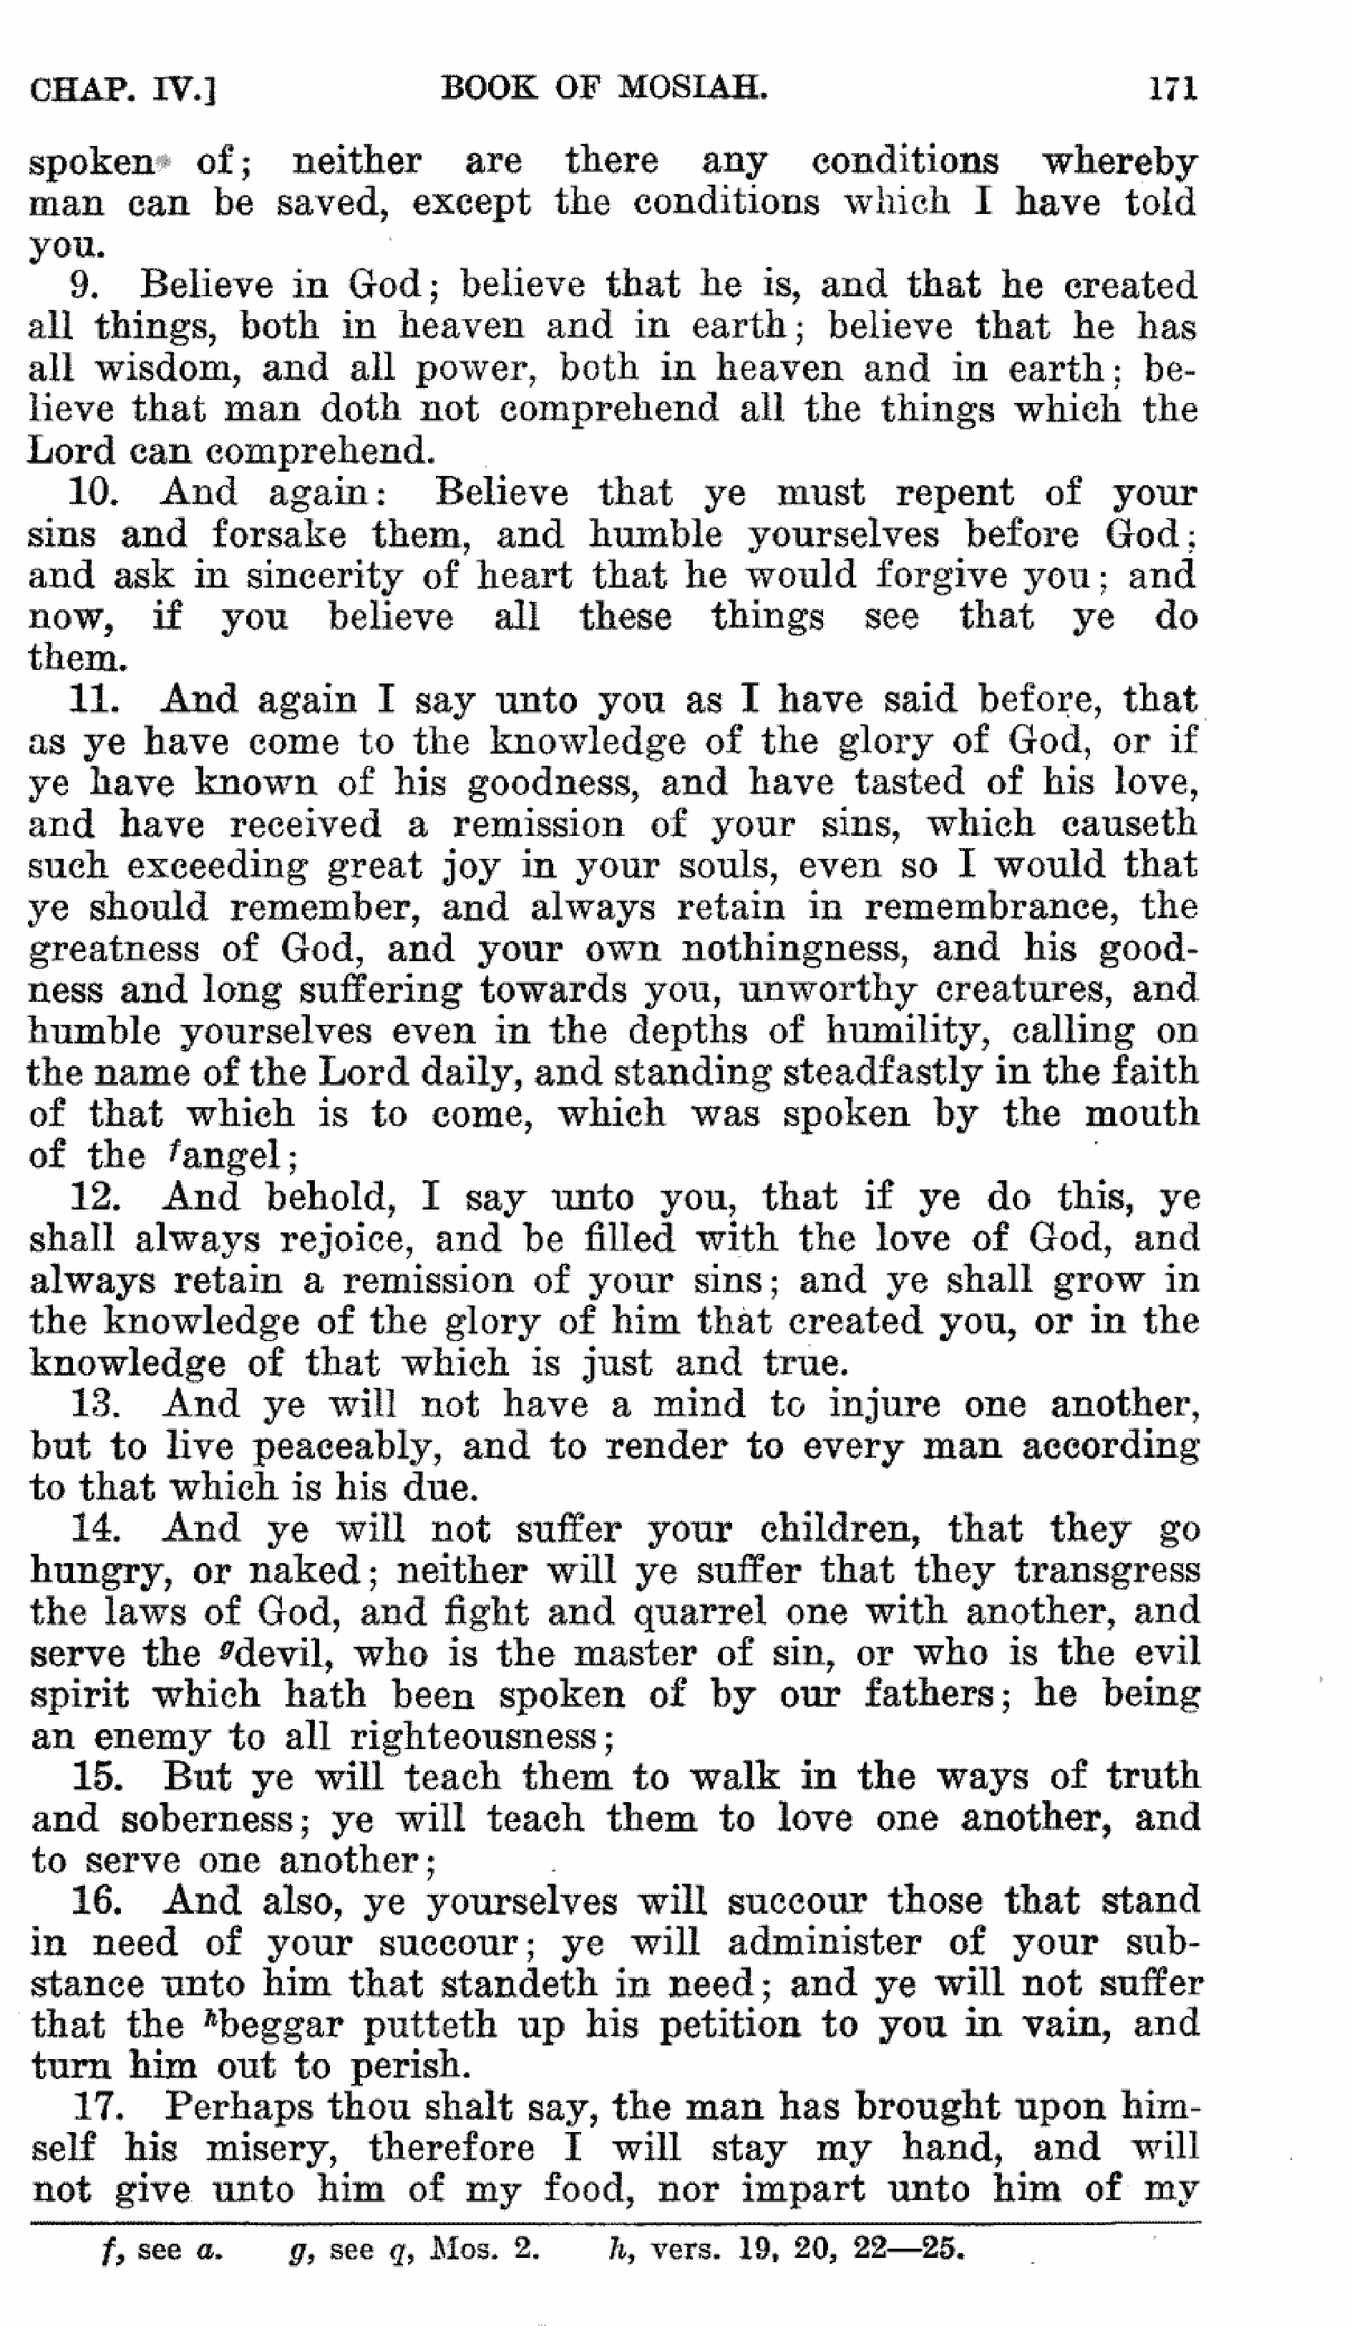 CHAP. IV.] BOOK OF MOSIAH. 171
spoken of; neither are there any conditions whereby
man can be saved, except the conditions which I have told
you.
9. Believe in God; believe that he is, and that he created
all things, both in heaven and in earth; believe that he has
all wisdom, and all power, both in heaven and in earth; be-
lieve that man doth not comprehend all the things which the
Lord can comprehend.
10. And again: Believe that ye must repent of your
sins and forsake them, and humble yourselves before God;
and ask in sincerity of heart that he would forgive you; and
now, if you believe all these things see that ye do
them.
11. And again I say unto you as I have said before, that
as ye have come to the knowledge of the glory of God, or if
ye have known of his goodness, and have tasted of his love,
and have received a remission of your sins, which causeth
such exceeding great joy in your souls, even so I would that
ye should remember, and always retain in remembrance, the
greatness of God, and your own nothingness, and his good-
ness and long suffering towards you, unworthy creatures, and
humble yourselves even in the depths of humility, calling on
the name of the Lord daily, and standing steadfastly in the faith
of that which is to come, which was spoken by the mouth
of the fangel;
12. And behold, I say unto you, that if ye do this, ye
shall always rejoice, and be filled with the love of God, and
always retain a remission of your sins; and ye shall grow in
the knowledge of the glory of him that created you, or in the
knowledge of that which is just and true.
13. And ye will not have a mind to injure one another,
but to live peaceably, and to render to every man according
to that which is his due.
14. And ye will not suffer your children, that they go
hungry, or naked; neither will ye suffer that they transgress
the laws of God, and fight and quarrel one with another, and
serve the gdevil, who is the master of sin, or who is the evil
spirit which hath been spoken of by our fathers; he being
an enemy to all righteousness;
15. But ye will teach them to walk in the ways of truth
and soberness; ye will teach them to love one another, and
to serve one another;
16. And also, ye yourselves will succour those that stand
in need of your succour; ye will administer of your sub-
stance unto him that standeth in need; and ye will not suffer
that the hbeggar putteth up his petition to you in vain, and
turn him out to perish.
17. Perhaps thou shalt say, the man has brought upon him-
self his misery, therefore I will stay my hand, and will
not give unto him of my food, nor impart unto him of my
f, see a. g, see q, Mos. 2. h, vers. 19, 20, 22—25.